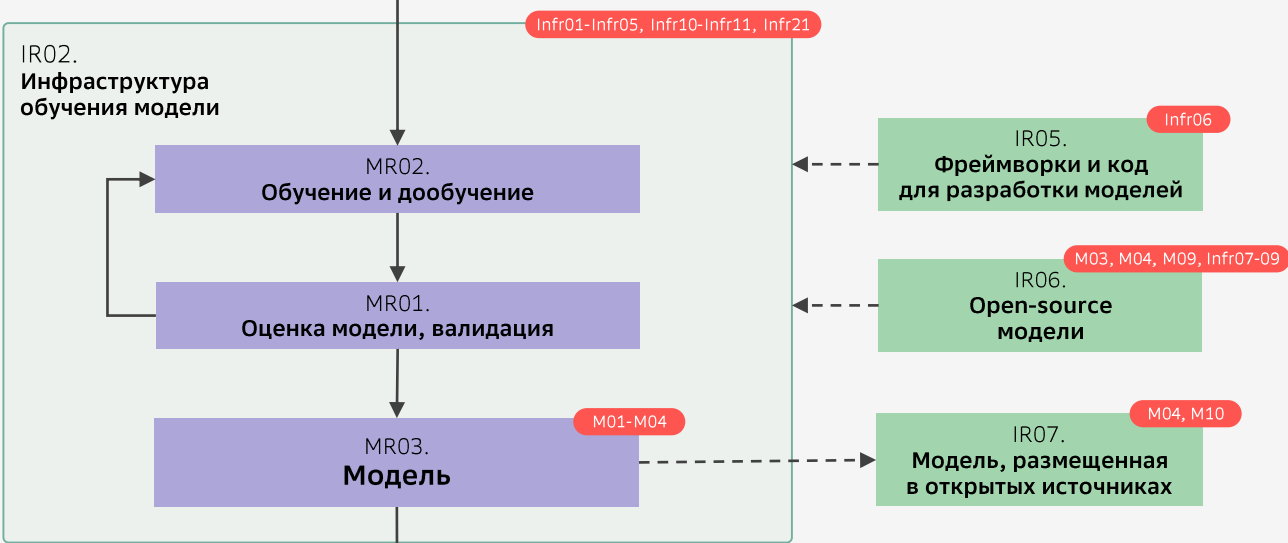 Infr01-Infr05, Infr10-Infr11, Infr21
IR02.
Инфраструктура
обучения модели
MR02.
Обучение и дообучение
MR01.
Оценка модели, валидация
M01-M04
MR03.
Модель
Infr06
IR05.
Фреймворки и код
для разработки моделей
M03, M04, M09, Infr07-09
IR06.
Open-source
модели
M04, M10
IR07.
Модель, размещенная
в открытых источниках